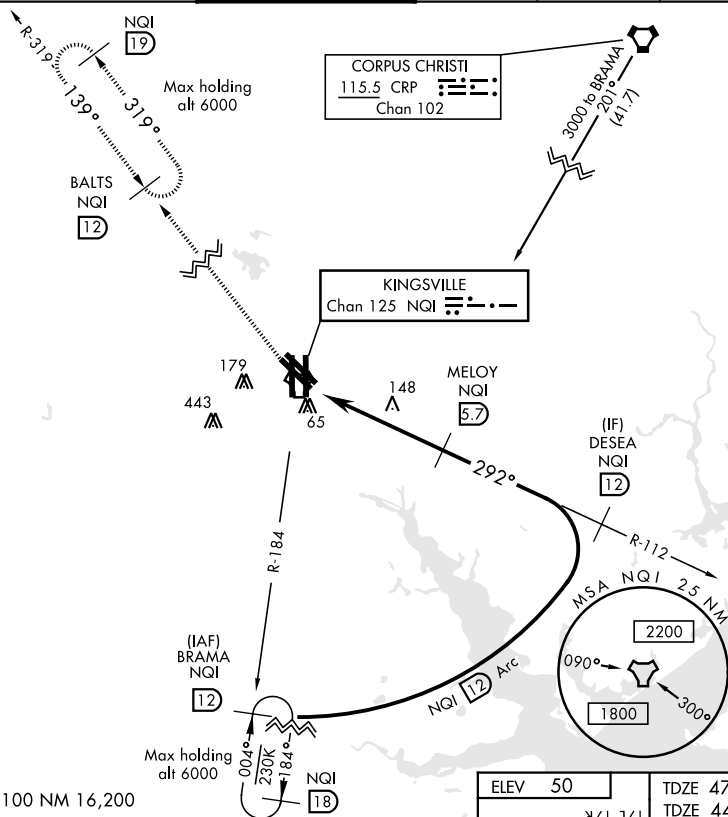 R-319
NQI
19
139°
319°
Max holding
alt 6000
BALTS
NQI
12
CORPUS CHRISTI
115.5 CRP
Chan 102
3000 to BRAMA
201°
(41.7)
KINGSVILLE
Chan 125 NQI
179
443
65
148
MELOY
NQI
5.7
292°
(IF)
DESEA
NQI
12
R-112
R-184
(IAF)
BRAMA
NQI
12
NQI 12 Arc
Max holding
alt 6000
004°
230K
184°
NQI
18
MSA NQI 25 NM
2200
090°
300°
1800
100 NM 16,200
ELEV 50
TDZE 47
TDZE 44